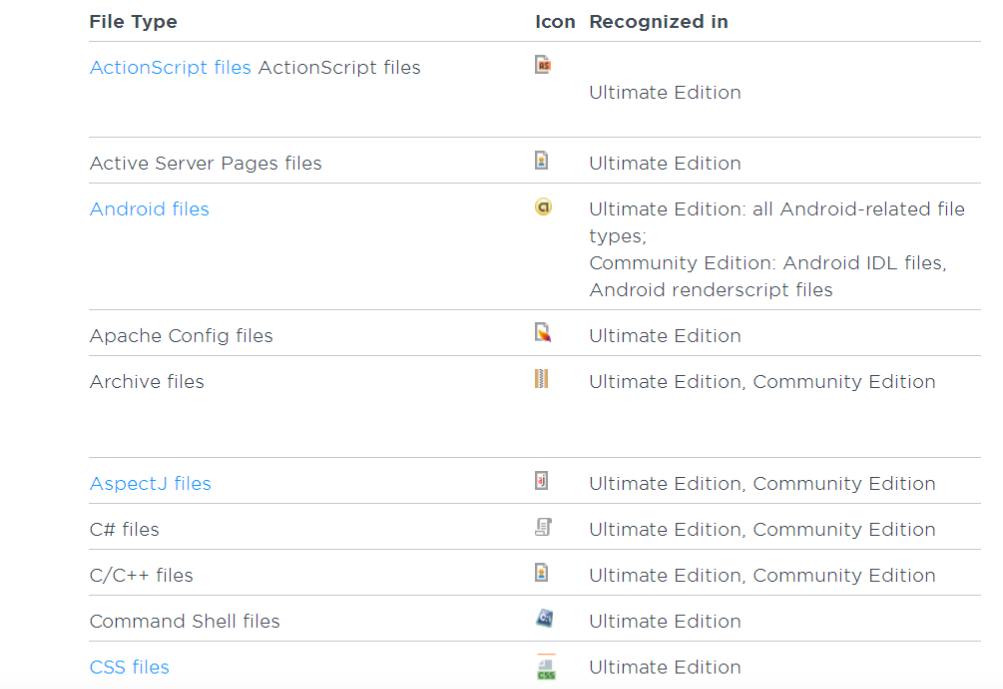 File Type Icon Recognized in
ActionScript files ActionScript files
Ultimate Edition
Active Server Pages files Ultimate Edition
Android files Ultimate Edition: all Android-related file
types;
Community Edition: Android IDL files,
Android renderscript files
Apache Config files Ultimate Edition
Archive files Ultimate Edition, Community Edition
AspectJ files Ultimate Edition, Community Edition
C# files Ultimate Edition, Community Edition
C/C++ files Ultimate Edition, Community Edition
Command Shell files Ultimate Edition
CSS files CSS Ultimate Edition